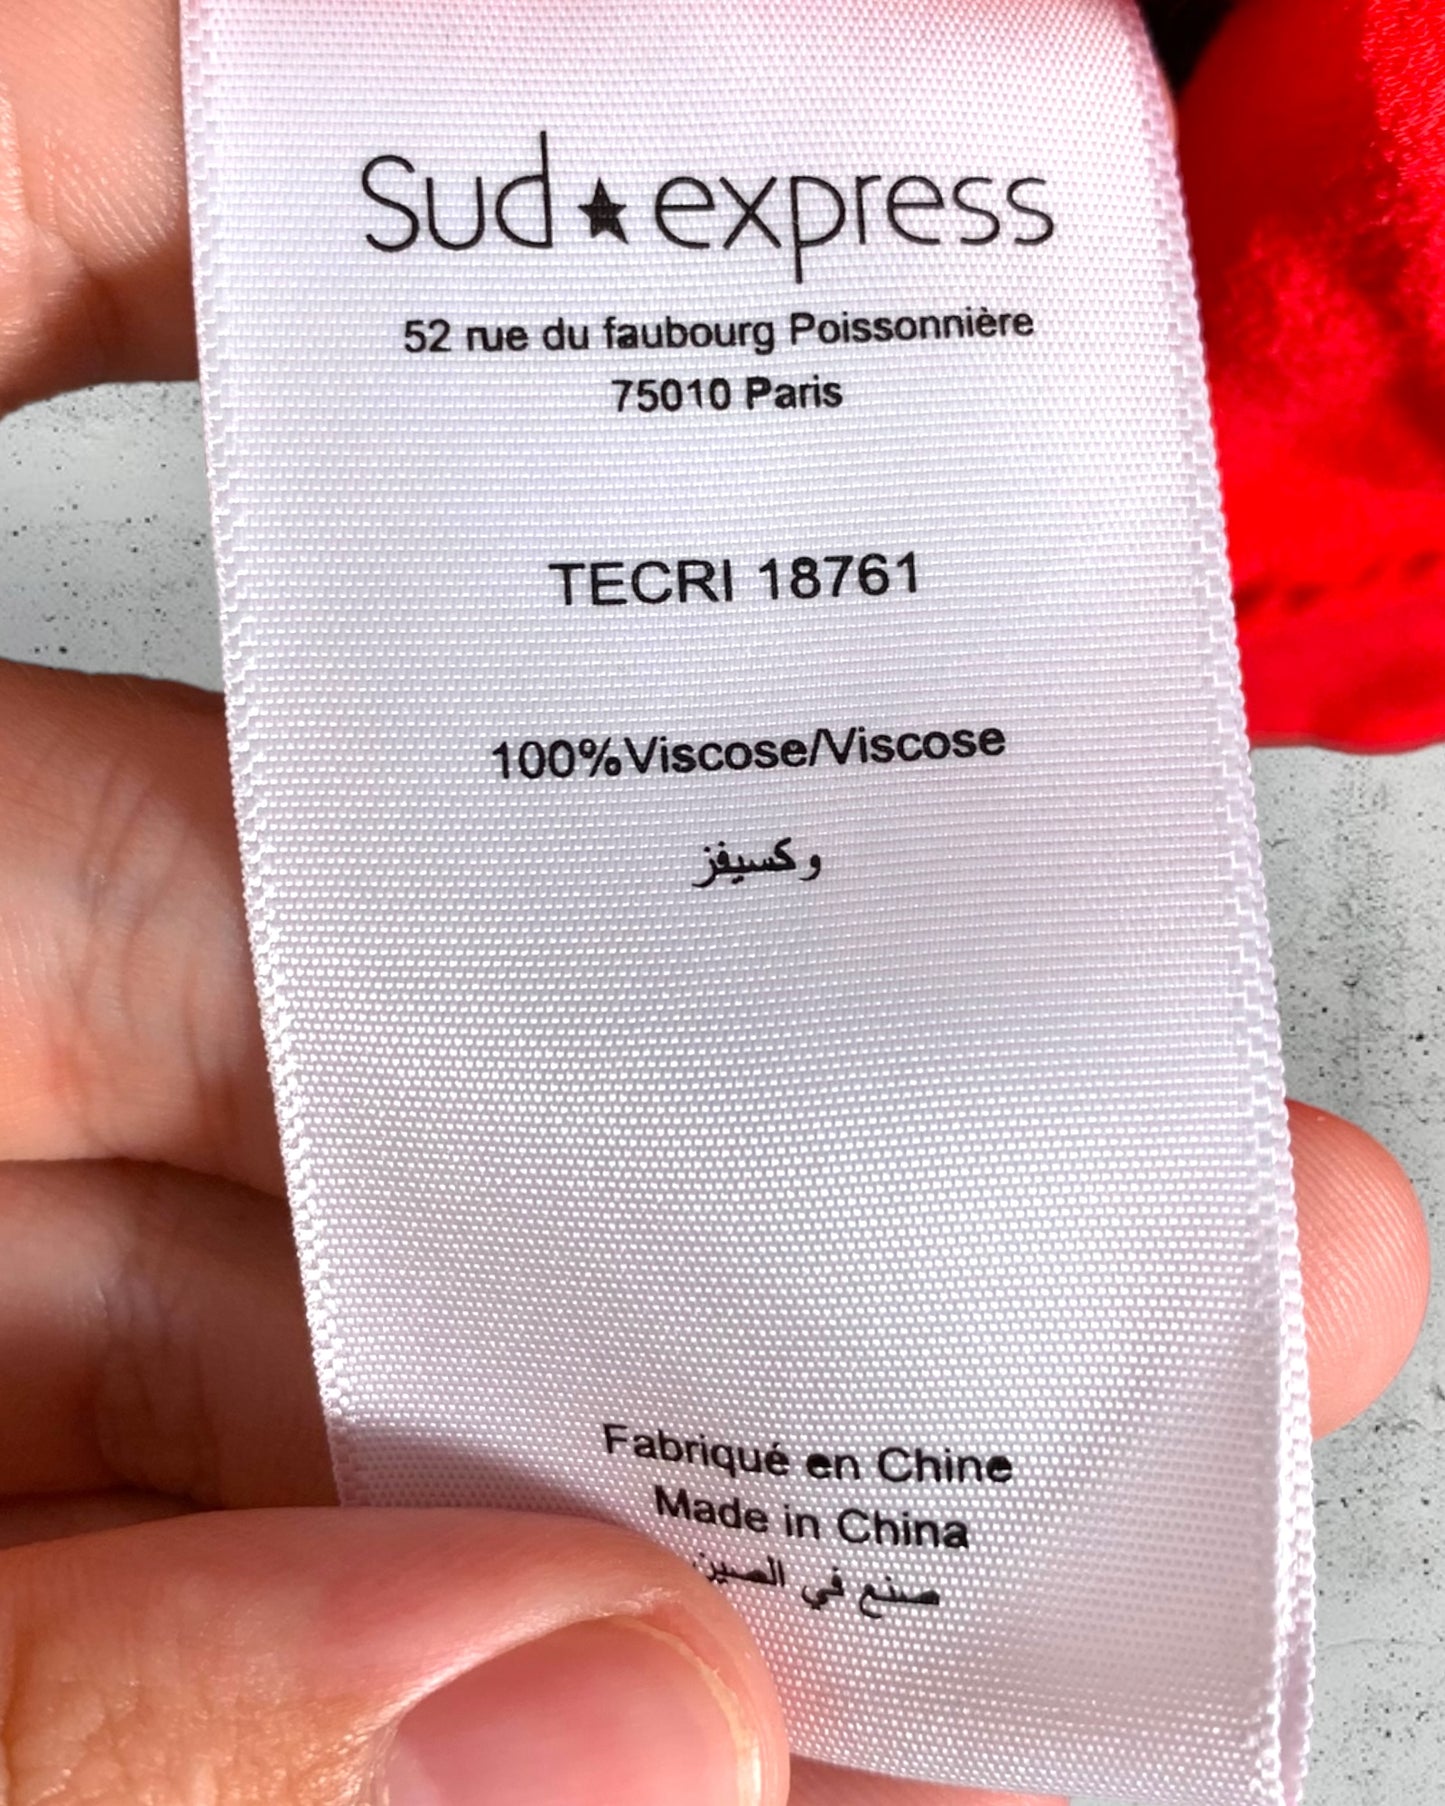 Sud★express
52 rue du faubourg Poissonnière
75010 Paris
TECRI 18761
100%Viscose/Viscose
وكسيفز
Fabriqué en Chine
Made in China
صنع في الصين